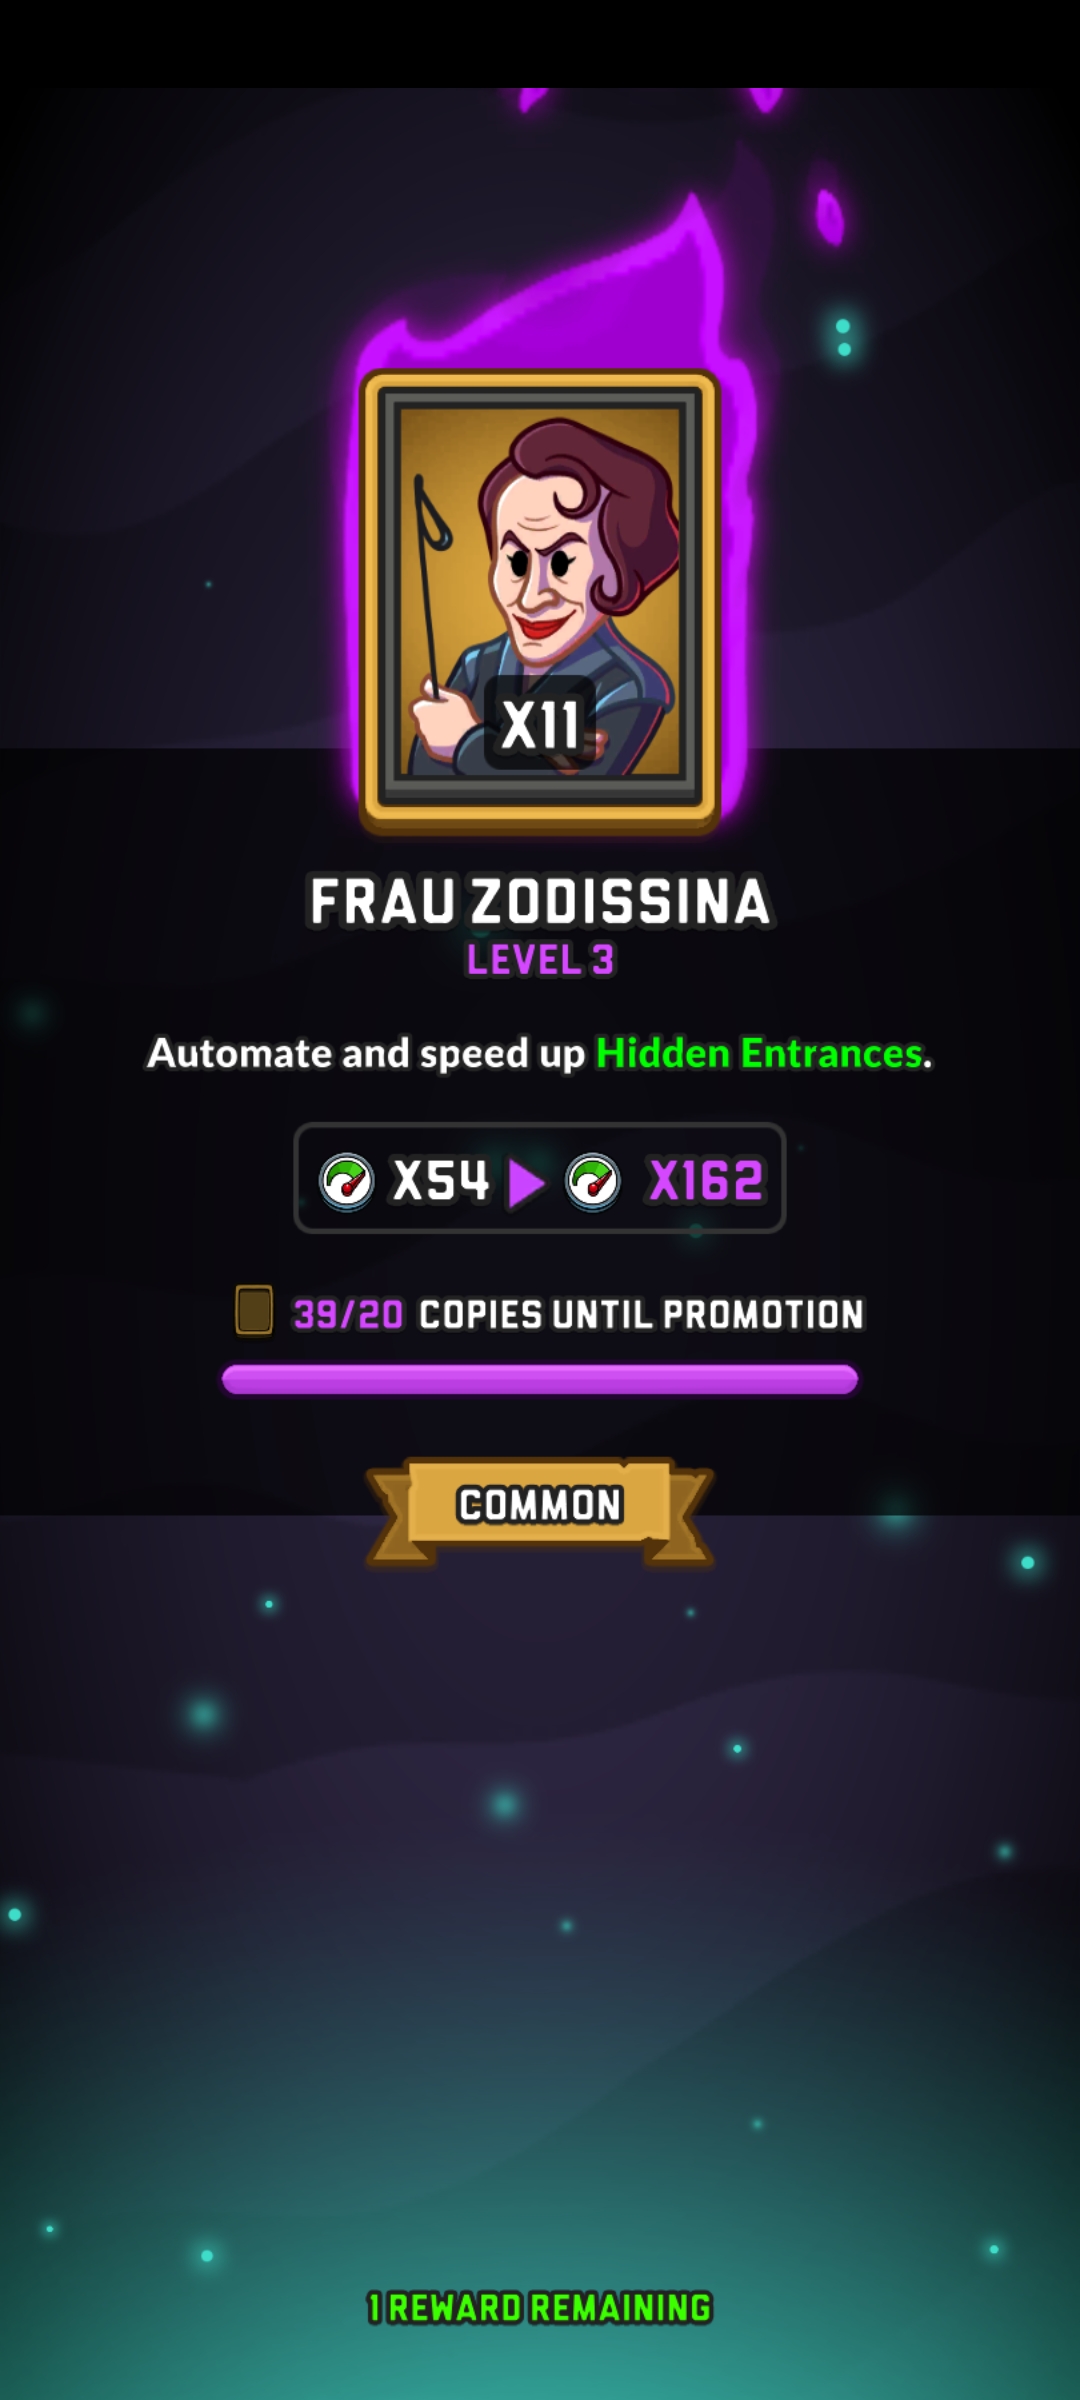 X11
FRAU ZODISSINA
LEVEL 3
Automate and speed up Hidden Entrances.
X54 X162
39/20 COPIES UNTIL PROMOTION
COMMON
1 REWARD REMAINING